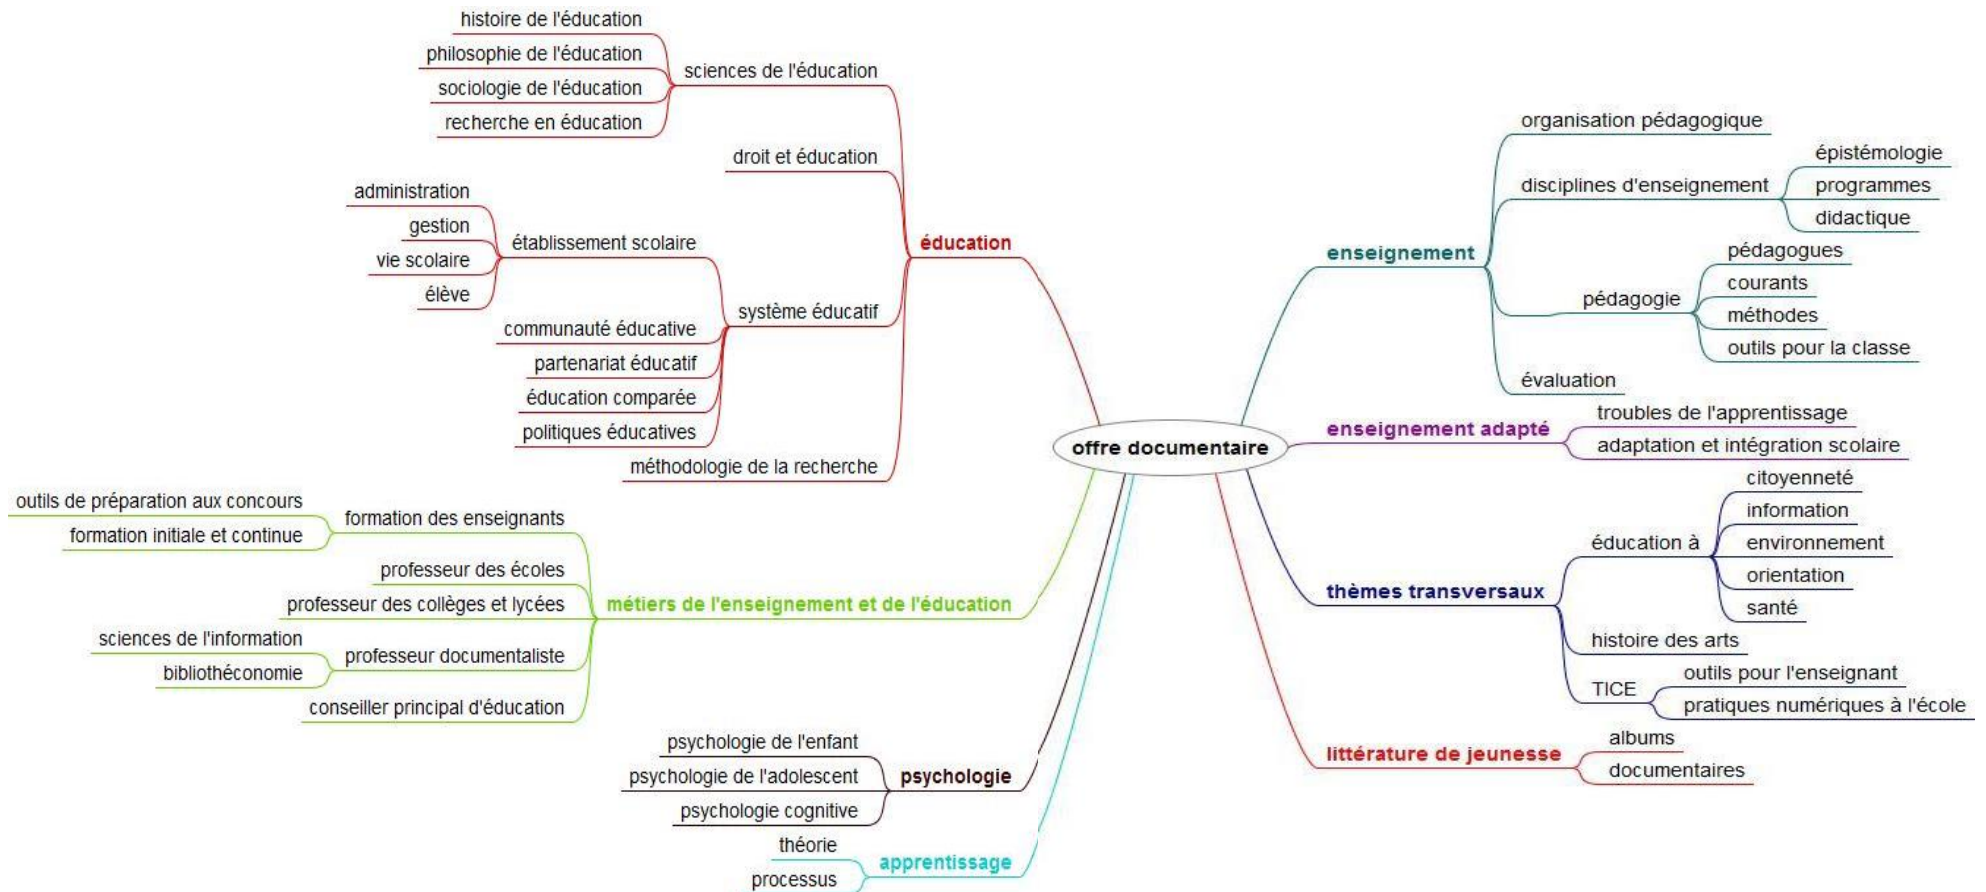 histoire de l'éducation
philosophie de l'éducation
sociologie de l'éducation
recherche en éducation
sciences de l'éducation
droit et éducation
administration
gestion
vie scolaire
élève
établissement scolaire
communauté éducative
partenariat éducatif
éducation comparée
politiques éducatives
système éducatif
méthodologie de la recherche
éducation
outils de préparation aux concours
formation initiale et continue
formation des enseignants
professeur des écoles
professeur des collèges et lycées
sciences de l'information
bibliothéconomie
professeur documentaliste
conseiller principal d'éducation
métiers de l'enseignement et de l'éducation
psychologie de l'enfant
psychologie de l'adolescent
psychologie cognitive
psychologie
théorie
processus
apprentissage
offre documentaire
enseignement
organisation pédagogique
disciplines d'enseignement
épistémologie
programmes
didactique
pédagogie
pédagogues
courants
méthodes
outils pour la classe
évaluation
enseignement adapté
troubles de l'apprentissage
adaptation et intégration scolaire
thèmes transversaux
éducation à
citoyenneté
information
environnement
orientation
santé
histoire des arts
TICE
outils pour l'enseignant
pratiques numériques à l'école
littérature de jeunesse
albums
documentaires